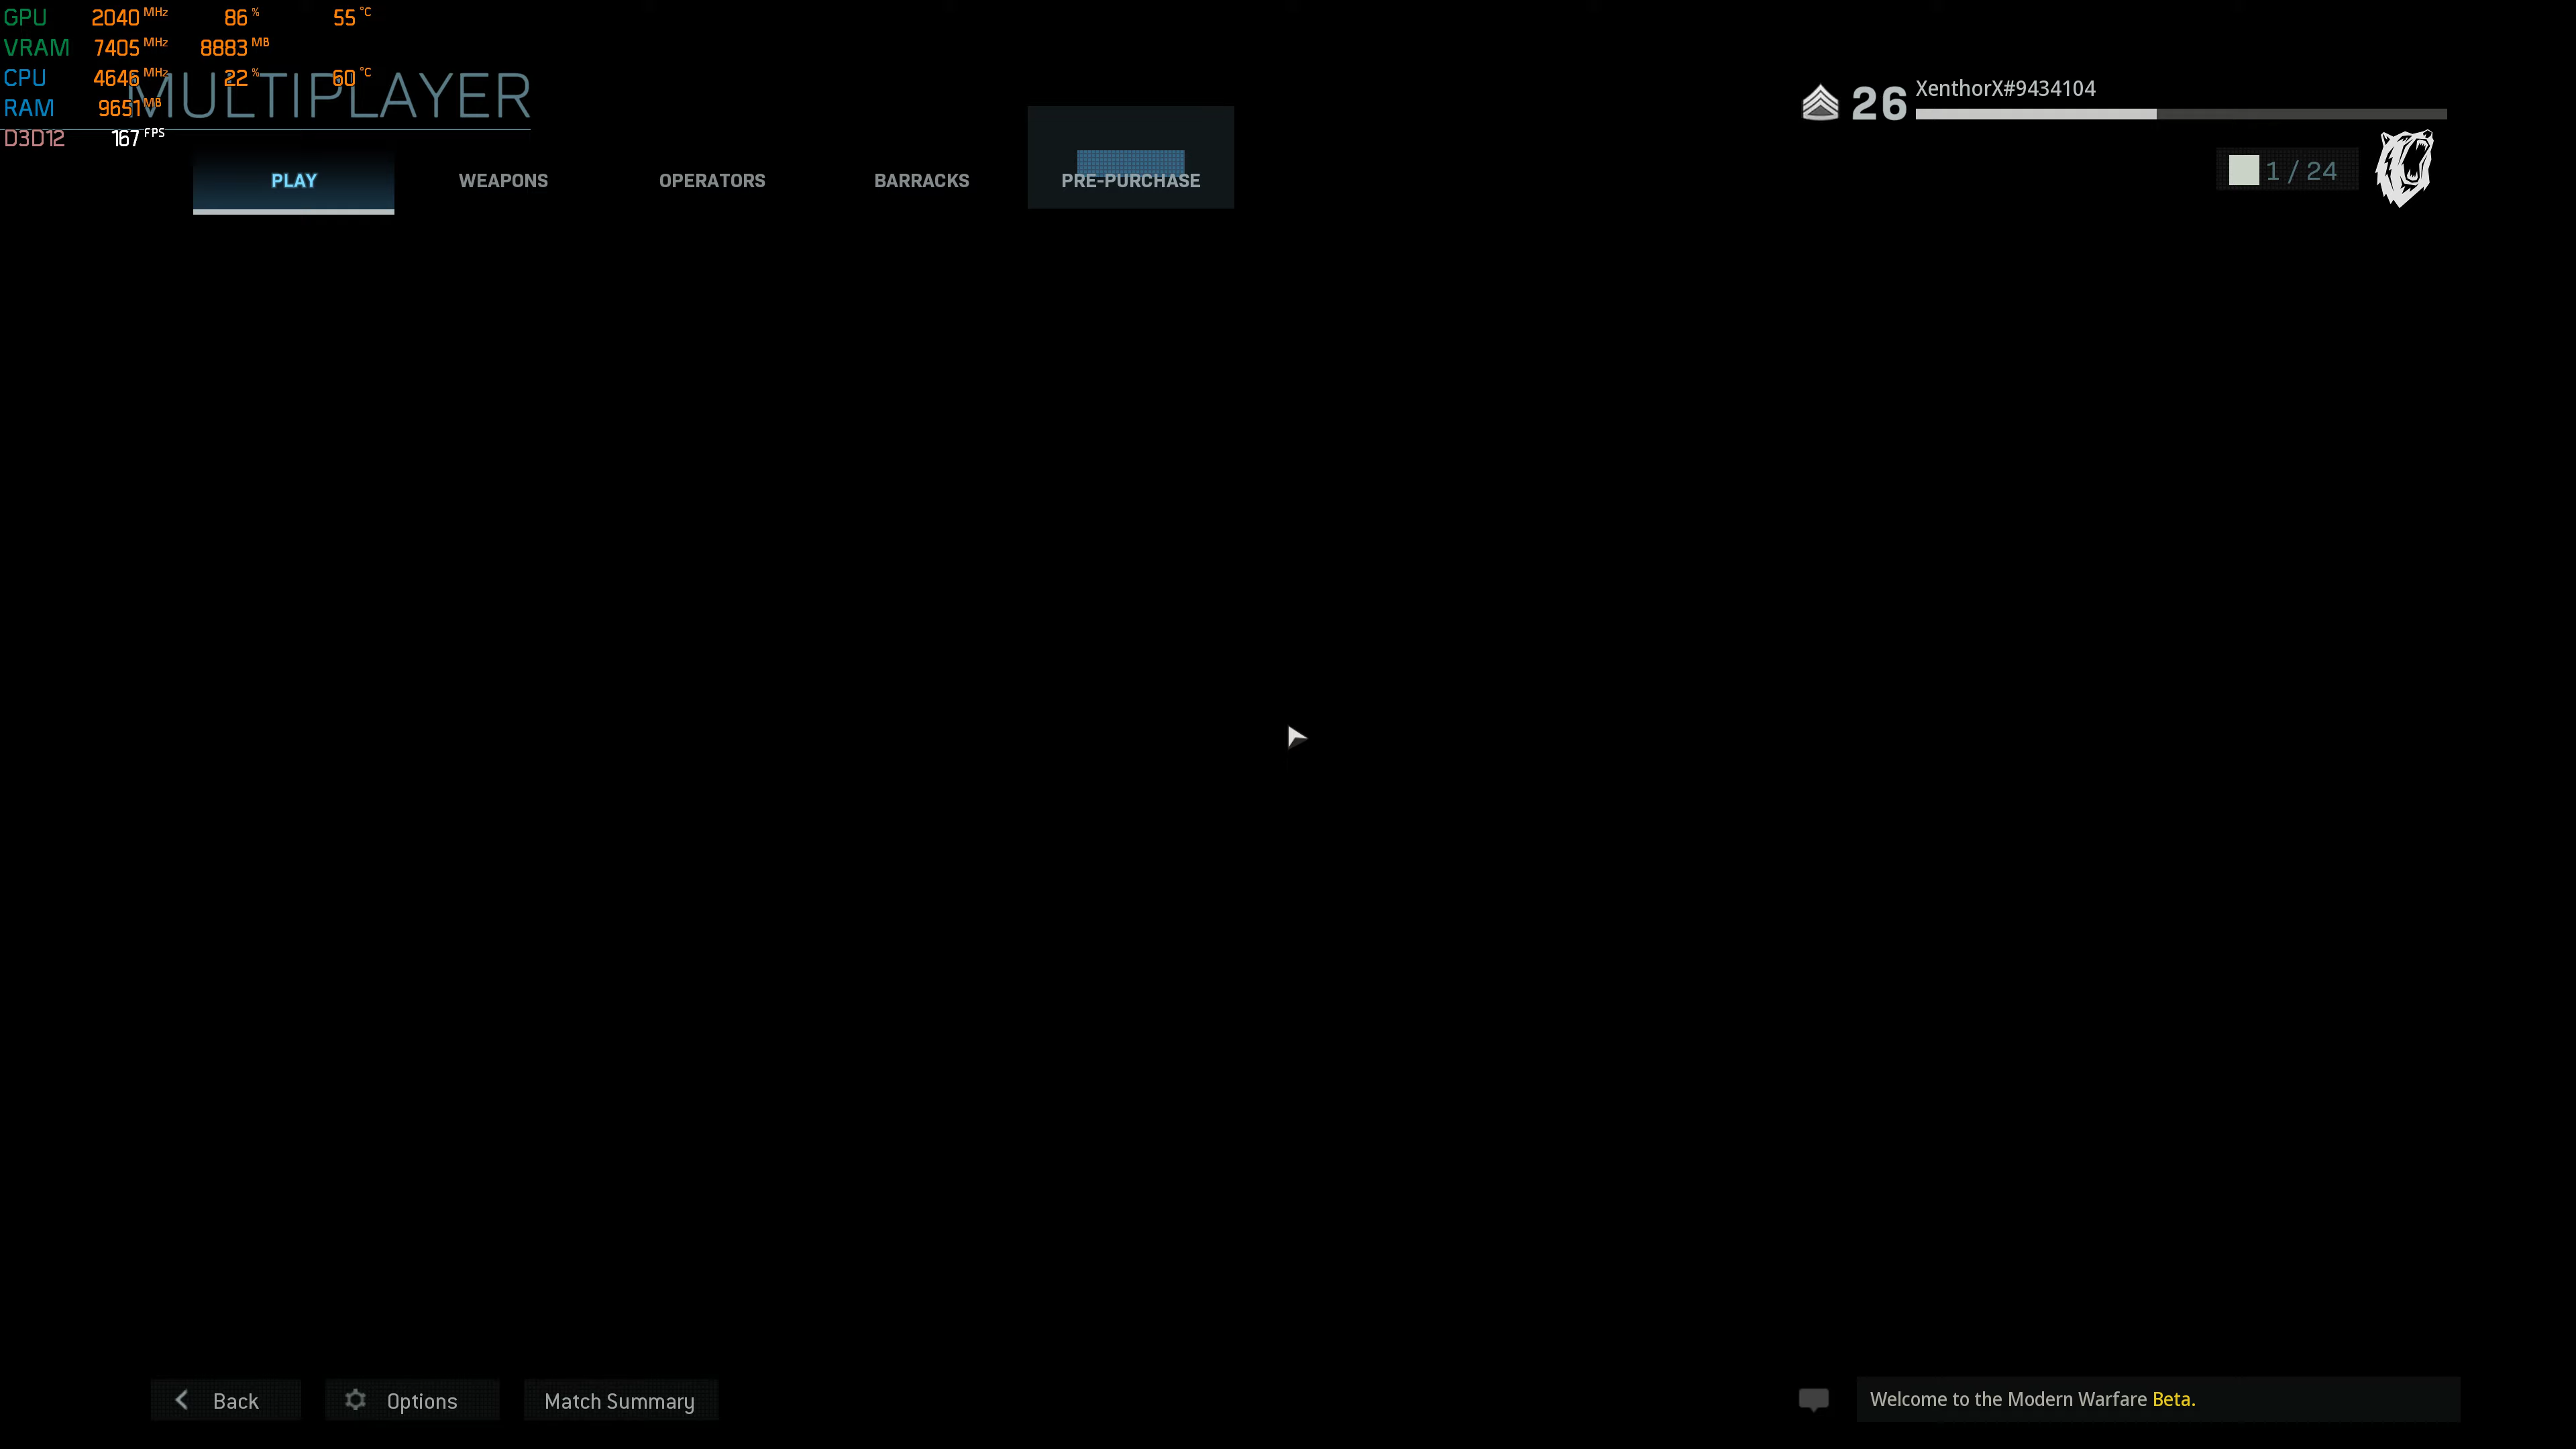 GPU 2040 MHz 86 % 55 °C
VRAM 7405 MHz 8883 MB
CPU 4646 MHz 22 % 60 °C
RAM 9651 MB
D3D12 167 FPS
MULTIPLAYER
26 XenthorX#9434104
PLAY WEAPONS OPERATORS BARRACKS PRE-PURCHASE
1 / 24
Back Options Match Summary
Welcome to the Modern Warfare Beta.